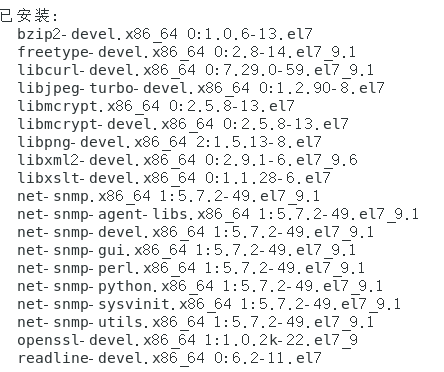 已安装:
bzip2-devel.x86_64 0:1.0.6-13.el7
freetype-devel.x86_64 0:2.8-14.el7_9.1
libcurl-devel.x86_64 0:7.29.0-59.el7_9.1
libjpeg-turbo-devel.x86_64 0:1.2.90-8.el7
libmcrypt.x86_64 0:2.5.8-13.el7
libmcrypt-devel.x86_64 0:2.5.8-13.el7
libpng-devel.x86_64 2:1.5.13-8.el7
libxml2-devel.x86_64 0:2.9.1-6.el7_9.6
libxslt-devel.x86_64 0:1.1.28-6.el7
net-snmp.x86_64 1:5.7.2-49.el7_9.1
net-snmp-agent-libs.x86_64 1:5.7.2-49.el7_9.1
net-snmp-devel.x86_64 1:5.7.2-49.el7_9.1
net-snmp-gui.x86_64 1:5.7.2-49.el7_9.1
net-snmp-perl.x86_64 1:5.7.2-49.el7_9.1
net-snmp-python.x86_64 1:5.7.2-49.el7_9.1
net-snmp-sysvinit.x86_64 1:5.7.2-49.el7_9.1
net-snmp-utils.x86_64 1:5.7.2-49.el7_9.1
openssl-devel.x86_64 1:1.0.2k-22.el7_9
readline-devel.x86_64 0:6.2-11.el7